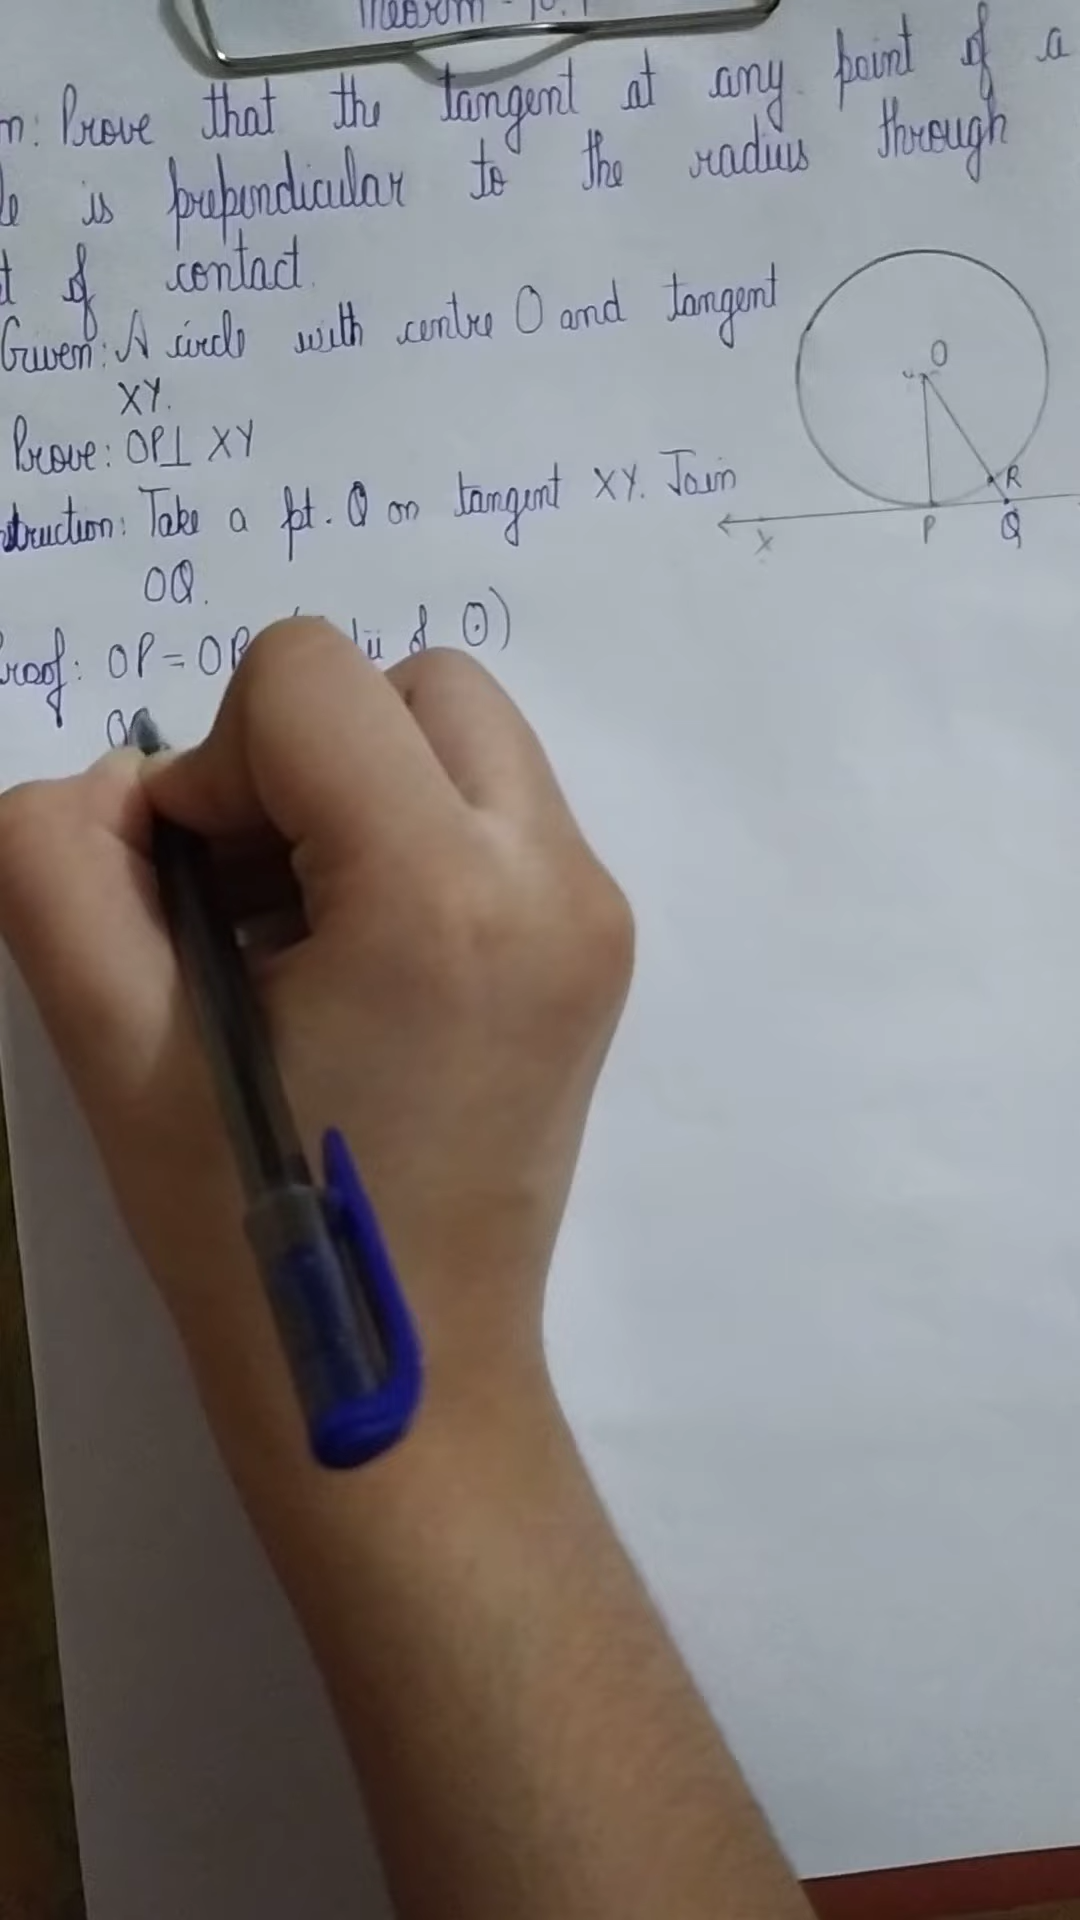 Theorem - 10.1
n: Prove that the tangent at any point of a
le is prependicular to the radius through
t of contact.
Given: A circle with centre O and tangent
XY.
Prove: OP⊥ XY
struction: Take a pt. Q on tangent XY. Join
OQ.
roof: OP = OR of ⊙)
O
R
X
P
Q